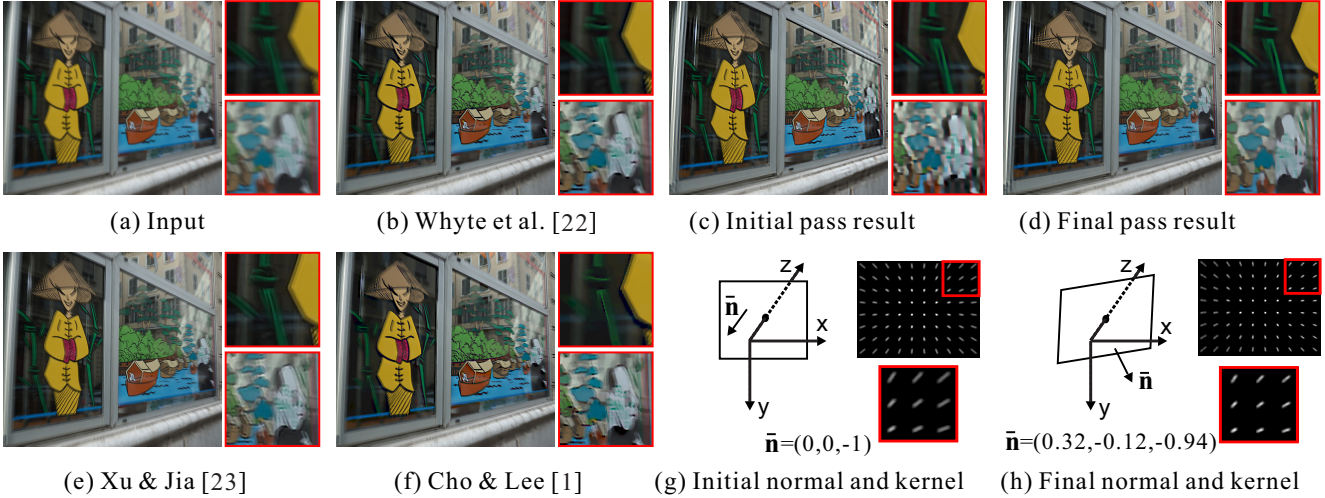 (a) Input
(b) Whyte et al. [22]
(c) Initial pass result
(d) Final pass result
(e) Xu & Jia [23]
(f) Cho & Lee [1]
z
n̄
x
y
n̄=(0,0,-1)
(g) Initial normal and kernel
z
x
n̄
y
n̄=(0.32,-0.12,-0.94)
(h) Final normal and kernel